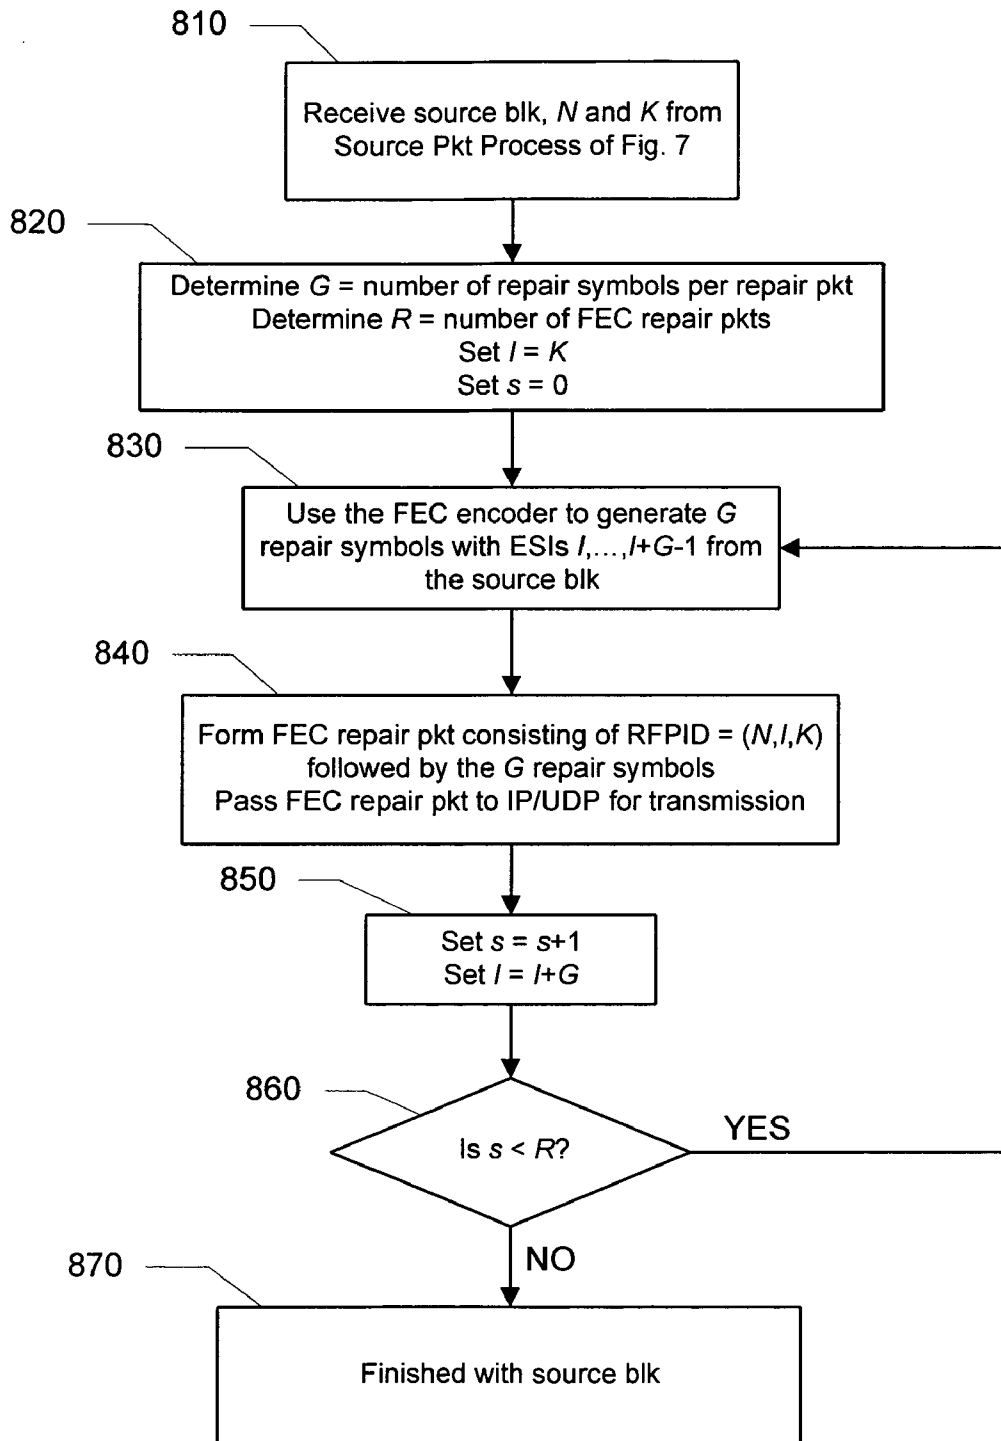 810
Receive source blk, N and K from
Source Pkt Process of Fig. 7
820
Determine G = number of repair symbols per repair pkt
Determine R = number of FEC repair pkts
Set I = K
Set s = 0
830
Use the FEC encoder to generate G
repair symbols with ESIs I,...,I+G-1 from
the source blk
840
Form FEC repair pkt consisting of RFPID = (N,I,K)
followed by the G repair symbols
Pass FEC repair pkt to IP/UDP for transmission
850
Set s = s+1
Set I = I+G
860
Is s < R?
YES
NO
870
Finished with source blk